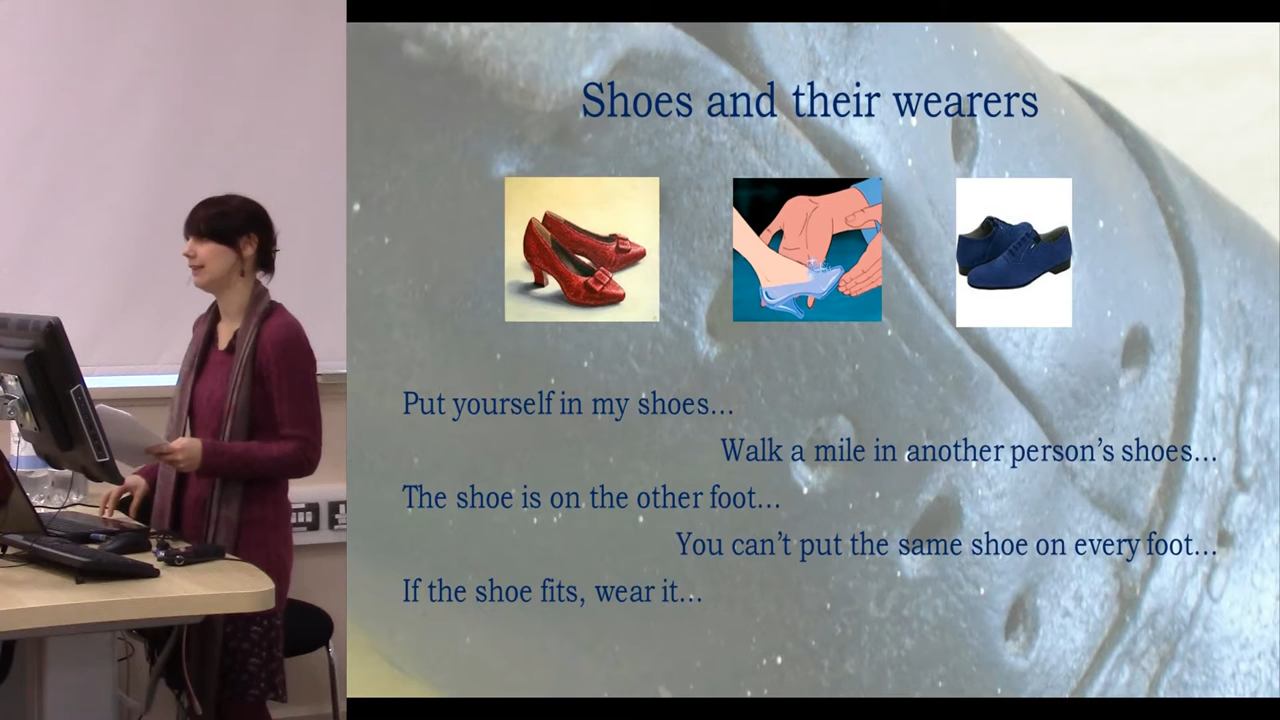 Shoes and their wearers
Put yourself in my shoes...
Walk a mile in another person's shoes...
The shoe is on the other foot...
You can't put the same shoe on every foot...
If the shoe fits, wear it...